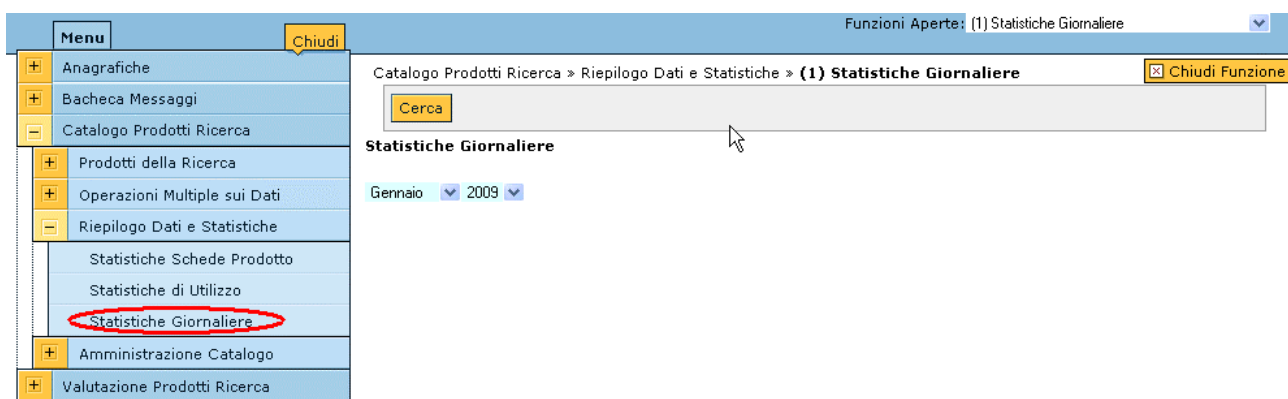 Funzioni Aperte: (1) Statistiche Giornaliere
Menu
Chiudi
Anagrafiche
Bacheca Messaggi
Catalogo Prodotti Ricerca
Prodotti della Ricerca
Operazioni Multiple sui Dati
Riepilogo Dati e Statistiche
Statistiche Schede Prodotto
Statistiche di Utilizzo
Statistiche Giornaliere
Amministrazione Catalogo
Valutazione Prodotti Ricerca
Catalogo Prodotti Ricerca » Riepilogo Dati e Statistiche » (1) Statistiche Giornaliere
Chiudi Funzione
Cerca
Statistiche Giornaliere
Gennaio 2009